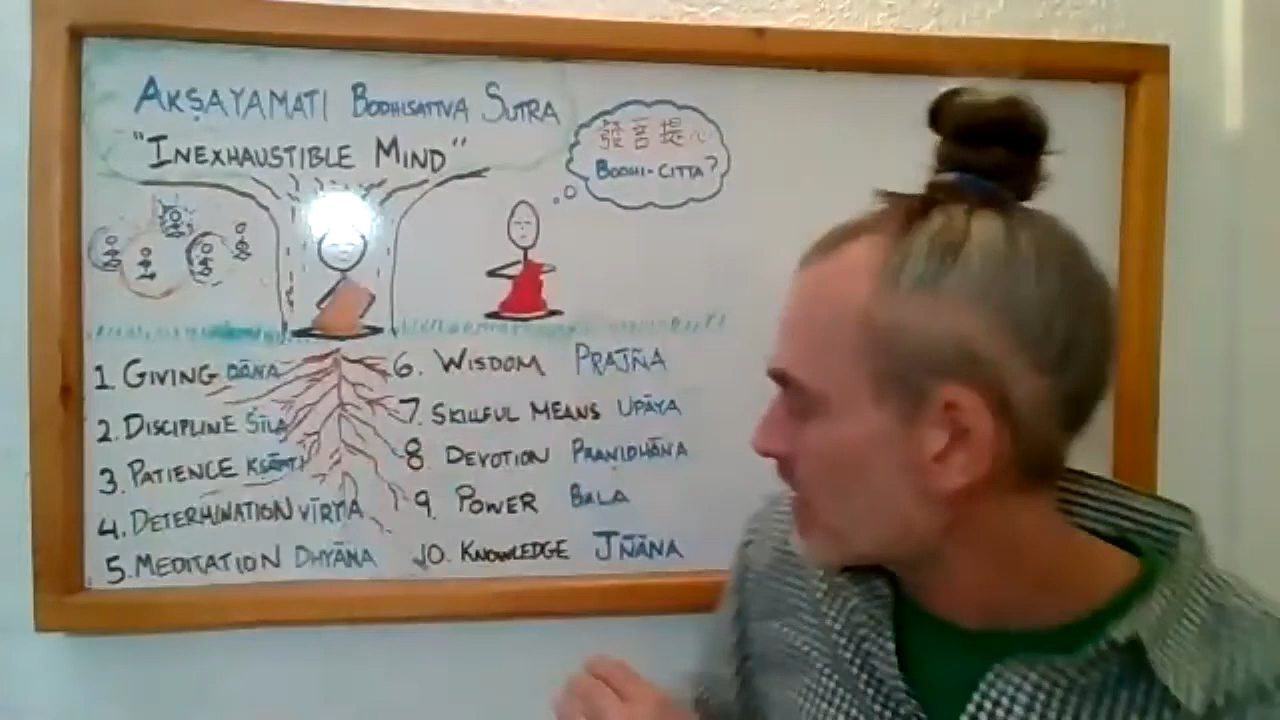 AKṢAYAMATI BODHISATTVA SUTRA
"INEXHAUSTIBLE MIND"
發菩提心
BODHI-CITTA?
1. GIVING DĀNA
2. DISCIPLINE ŚĪLA
3. PATIENCE KṢĀNTI
4. DETERMINATION VĪRYA
5. MEDITATION DHYĀNA
6. WISDOM PRAJÑA
7. SKILLFUL MEANS UPĀYA
8 DEVOTION PRAṆIDHĀNA
9. POWER BALA
10. KNOWLEDGE JÑĀNA